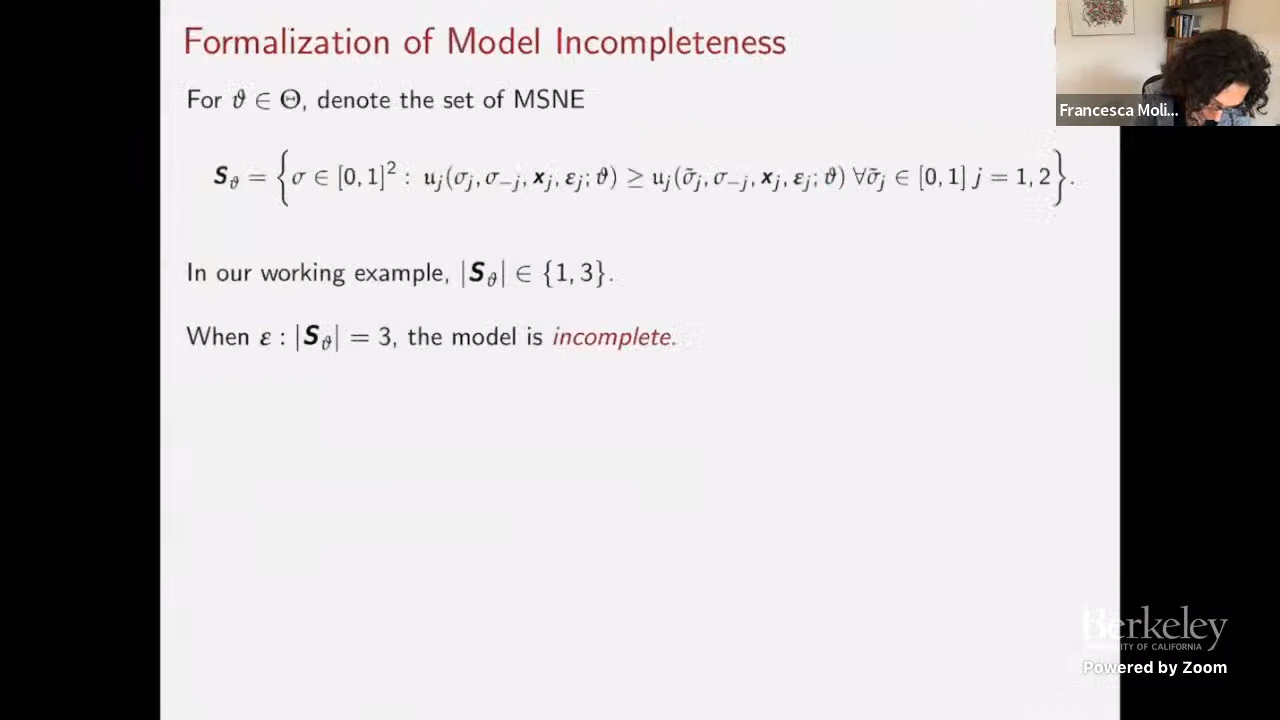 Formalization of Model Incompleteness
For ϑ ∈ Θ, denote the set of MSNE
S_ϑ = { σ ∈ [0, 1]² : u_j(σ_j, σ_{−j}, x_j, ε_j; ϑ) ≥ u_j(σ̃_j, σ_{−j}, x_j, ε_j; ϑ) ∀σ̃_j ∈ [0, 1] j = 1, 2 }.
In our working example, |S_ϑ| ∈ {1, 3}.
When ε : |S_ϑ| = 3, the model is incomplete.
Francesca Moli...
Berkeley
UNIVERSITY OF CALIFORNIA
Powered by Zoom